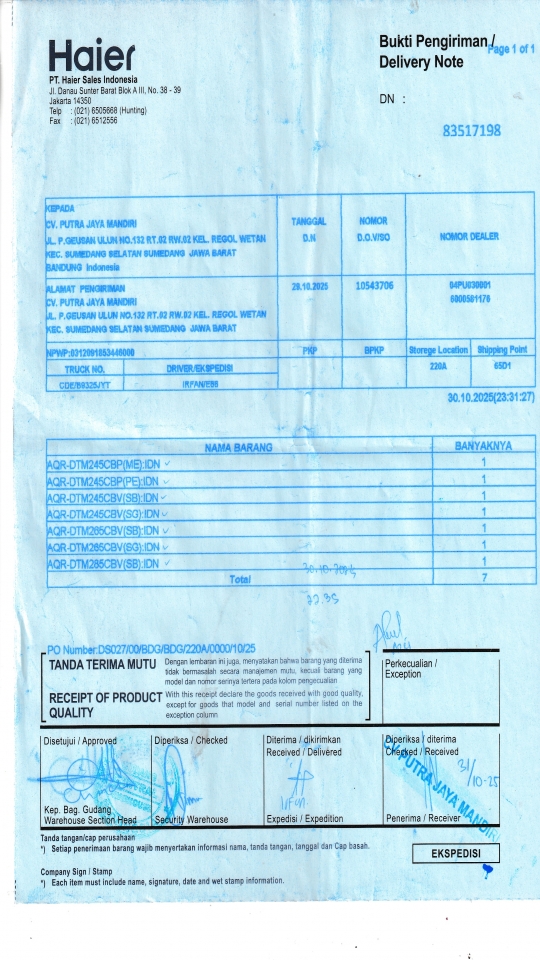 Haier
PT. Haier Sales Indonesia
Jl. Danau Sunter Barat Blok A III, No. 38 - 39
Jakarta 14350
Telp : (021) 6505668 (Hunting)
Fax : (021) 6512556
Bukti Pengiriman /
Delivery Note
Page 1 of 1
DN :
83517198
KEPADA
CV. PUTRA JAYA MANDIRI
JL. P.GEUSAN ULUN NO.132 RT.02 RW.02 KEL. REGOL WETAN
KEC. SUMEDANG SELATAN SUMEDANG JAWA BARAT
BANDUNG Indonesia
TANGGAL
D.N
NOMOR
D.O.V/SO
NOMOR DEALER
ALAMAT PENGIRIMAN
CV. PUTRA JAYA MANDIRI
JL. P.GEUSAN ULUN NO.132 RT.02 RW.02 KEL. REGOL WETAN
KEC. SUMEDANG SELATAN SUMEDANG JAWA BARAT
29.10.2025
10543706
04PU030001
6000581176
PKP
BPKP
Storege Location
Shipping Point
TRUCK NO.
DRIVER/EKSPEDISI
220A
65D1
IRFAN/EBS
30.10.2025(23:31:27)
NAMA BARANG
BANYAKNYA
AQR-DTM245CBP(ME):IDN 1
AQR-DTM245CBP(PE):IDN 1
AQR-DTM245CBV(SB):IDN 1
AQR-DTM245CBV(SG):IDN 1
AQR-DTM265CBV(SB):IDN 1
AQR-DTM265CBV(SG):IDN 1
AQR-DTM285CBV(SB):IDN 1
Total 7
30.10.2025
22.35
PO Number:DS027/00/BDG/BDG/220A/0000/10/25
TANDA TERIMA MUTU
Dengan lembaran ini juga, menyatakan bahwa barang yang diterima
tidak bermasalah secara manajemen mutu, kecuali barang yang
model dan nomor serinya tertera pada kolom pengecualian
RECEIPT OF PRODUCT
QUALITY
With this receipt declare the goods received with good quality,
except for goods that model and serial number listed on the
exception column
Perkecualian /
Exception
Disetujui / Approved
Diperiksa / Checked
Diterima / dikirimkan
Received / Delivered
Diperiksa / diterima
Checked / Received
CV. PUTRA JAYA MANDIRI
31/10-25
Irfan
Kep. Bag. Gudang
Warehouse Section Head
Security Warehouse
Expedisi / Expedition
Penerima / Receiver
Tanda tangan/cap perusahaan
*) Setiap penerimaan barang wajib menyertakan informasi nama, tanda tangan, tanggal dan Cap basah.
EKSPEDISI
Company Sign / Stamp
*) Each item must include name, signature, date and wet stamp information.